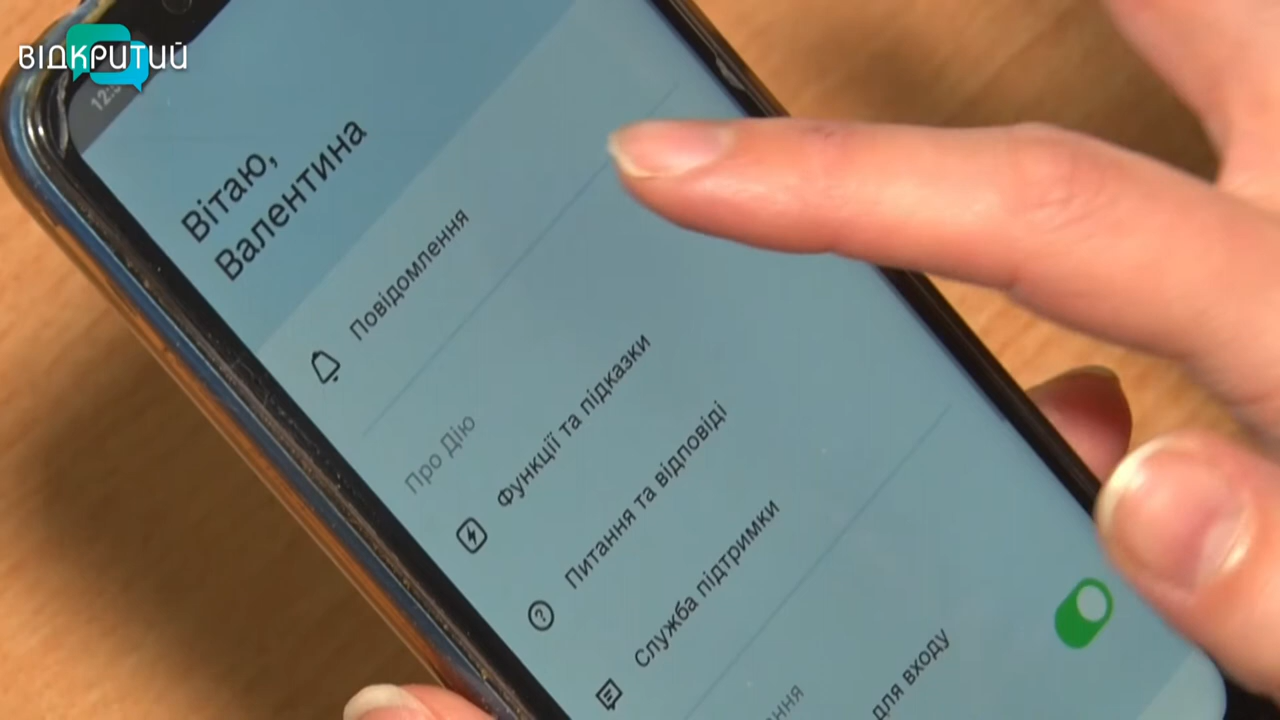 ВІДКРИТИЙ
Вітаю,
Валентина
Повідомлення
Про Дію
Функції та підказки
Питання та відповіді
Служба підтримки
для входу